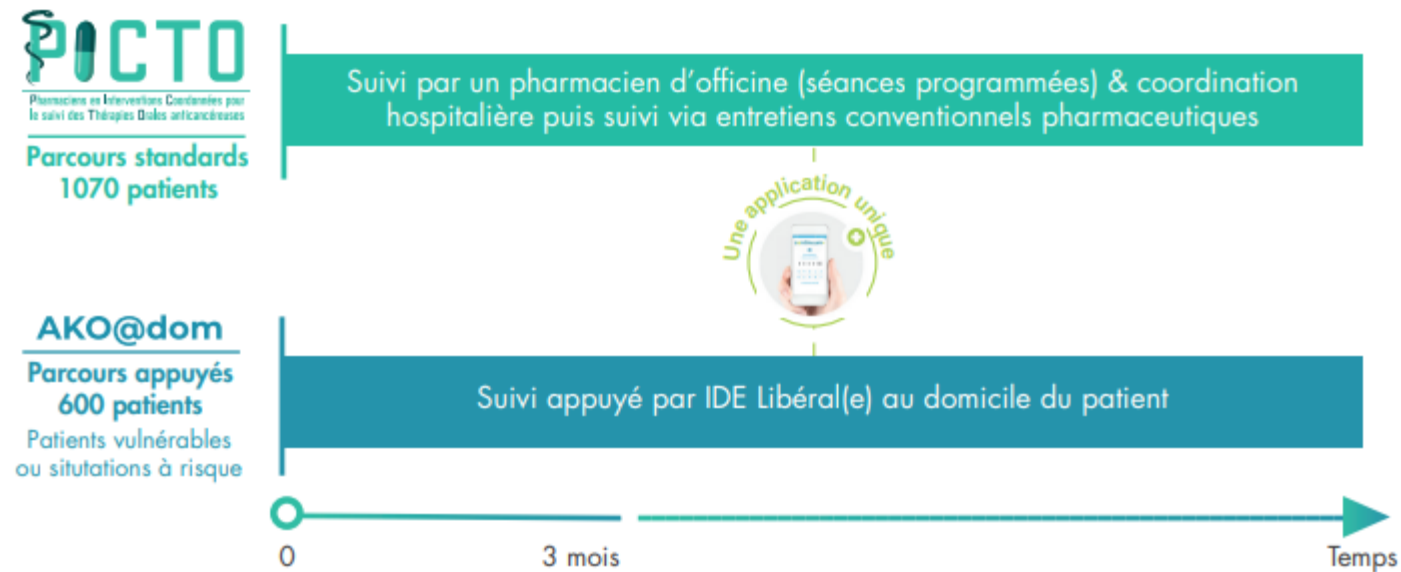 PICTO
Pharmaciens en Interventions Coordonnées pour
le suivi des Thérapies Orales anticancéreuses
Parcours standards
1070 patients
Suivi par un pharmacien d'officine (séances programmées) & coordination
hospitalière puis suivi via entretiens conventionnels pharmaceutiques
Une application unique
AKO@dom
Parcours appuyés
600 patients
Patients vulnérables
ou situtations à risque
Suivi appuyé par IDE Libéral(e) au domicile du patient
0
3 mois
Temps